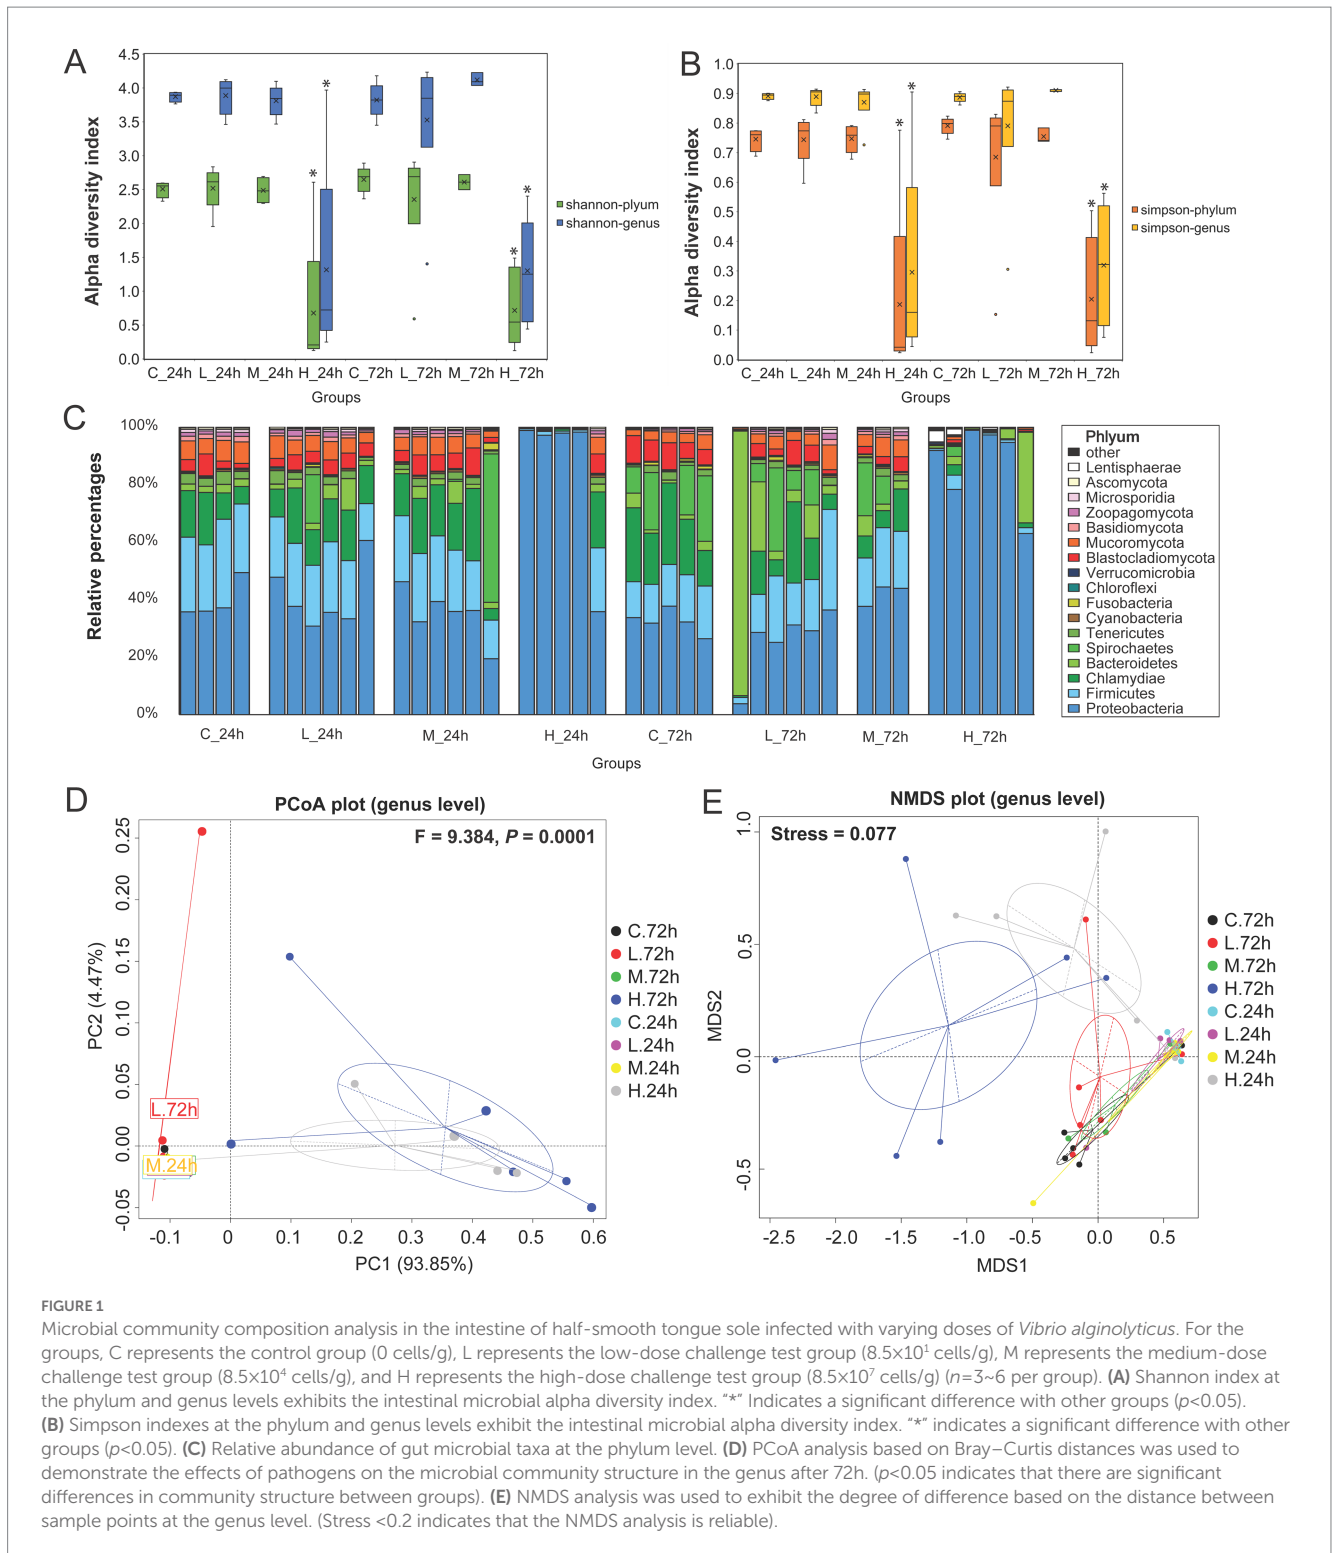 A
4.5
4.0
3.5
3.0
2.5
2.0
1.5
1.0
0.5
0.0
Alpha diversity index
* * * *
C_24h L_24h M_24h H_24h C_72h L_72h M_72h H_72h
Groups
shannon-plyum
shannon-genus
B
1.0
0.9
0.8
0.7
0.6
0.5
0.4
0.3
0.2
0.1
0.0
Alpha diversity index
* * * *
C_24h L_24h M_24h H_24h C_72h L_72h M_72h H_72h
Groups
simpson-phylum
simpson-genus
C
100%
80%
60%
40%
20%
0%
Relative percentages
C_24h L_24h M_24h H_24h C_72h L_72h M_72h H_72h
Groups
Phlyum
other
Lentisphaerae
Ascomycota
Microsporidia
Zoopagomycota
Basidiomycota
Mucoromycota
Blastocladiomycota
Verrucomicrobia
Chloroflexi
Fusobacteria
Cyanobacteria
Tenericutes
Spirochaetes
Bacteroidetes
Chlamydiae
Firmicutes
Proteobacteria
D
PCoA plot (genus level)
F = 9.384, P = 0.0001
0.25
0.20
0.15
0.10
0.05
0.00
-0.05
PC2 (4.47%)
L.72h
M.24h
-0.1 0 0.1 0.2 0.3 0.4 0.5 0.6
PC1 (93.85%)
C.72h
L.72h
M.72h
H.72h
C.24h
L.24h
M.24h
H.24h
E
NMDS plot (genus level)
Stress = 0.077
1.0
0.5
0.0
-0.5
MDS2
-2.5 -2.0 -1.5 -1.0 -0.5 0.0 0.5
MDS1
C.72h
L.72h
M.72h
H.72h
C.24h
L.24h
M.24h
H.24h
FIGURE 1
Microbial community composition analysis in the intestine of half-smooth tongue sole infected with varying doses of Vibrio alginolyticus. For the
groups, C represents the control group (0 cells/g), L represents the low-dose challenge test group (8.5×10¹ cells/g), M represents the medium-dose
challenge test group (8.5×10⁴ cells/g), and H represents the high-dose challenge test group (8.5×10⁷ cells/g) (n=3~6 per group). (A) Shannon index at
the phylum and genus levels exhibits the intestinal microbial alpha diversity index. “*” Indicates a significant difference with other groups (p<0.05).
(B) Simpson indexes at the phylum and genus levels exhibit the intestinal microbial alpha diversity index. “*” indicates a significant difference with other
groups (p<0.05). (C) Relative abundance of gut microbial taxa at the phylum level. (D) PCoA analysis based on Bray–Curtis distances was used to
demonstrate the effects of pathogens on the microbial community structure in the genus after 72h. (p<0.05 indicates that there are significant
differences in community structure between groups). (E) NMDS analysis was used to exhibit the degree of difference based on the distance between
sample points at the genus level. (Stress <0.2 indicates that the NMDS analysis is reliable).